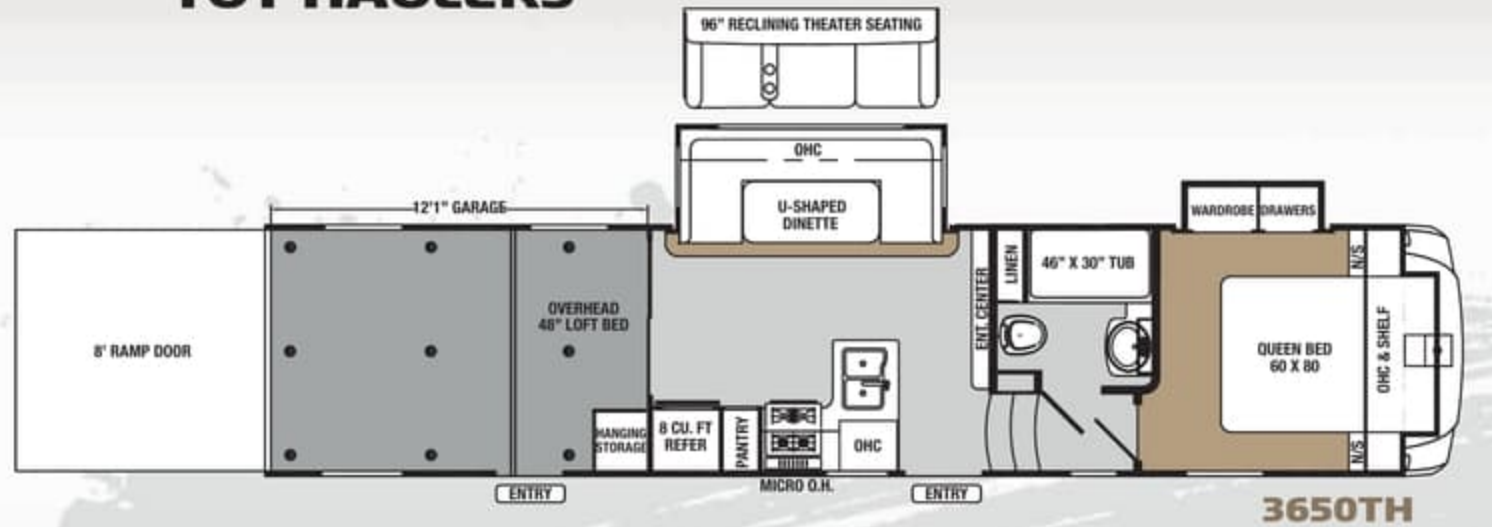 TOY HAULERS
96" RECLINING THEATER SEATING
OHC
U-SHAPED
DINETTE
12'1" GARAGE
8' RAMP DOOR
OVERHEAD
48" LOFT BED
HANGING
STORAGE
8 CU. FT
REFER
PANTRY
MICRO O.H.
OHC
ENTRY
ENTRY
ENT. CENTER
LINEN
46" X 30" TUB
WARDROBE
DRAWERS
N/S
QUEEN BED
60 X 80
OHC & SHELF
N/S
3650TH